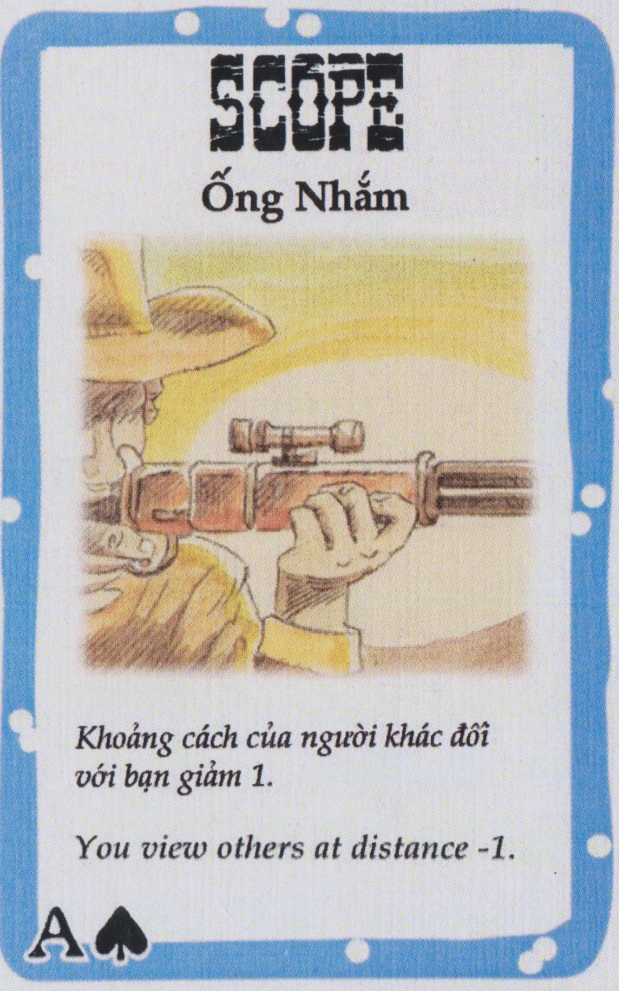 SCOPE
Ống Nhắm
Khoảng cách của người khác đối
với bạn giảm 1.
You view others at distance -1.
A